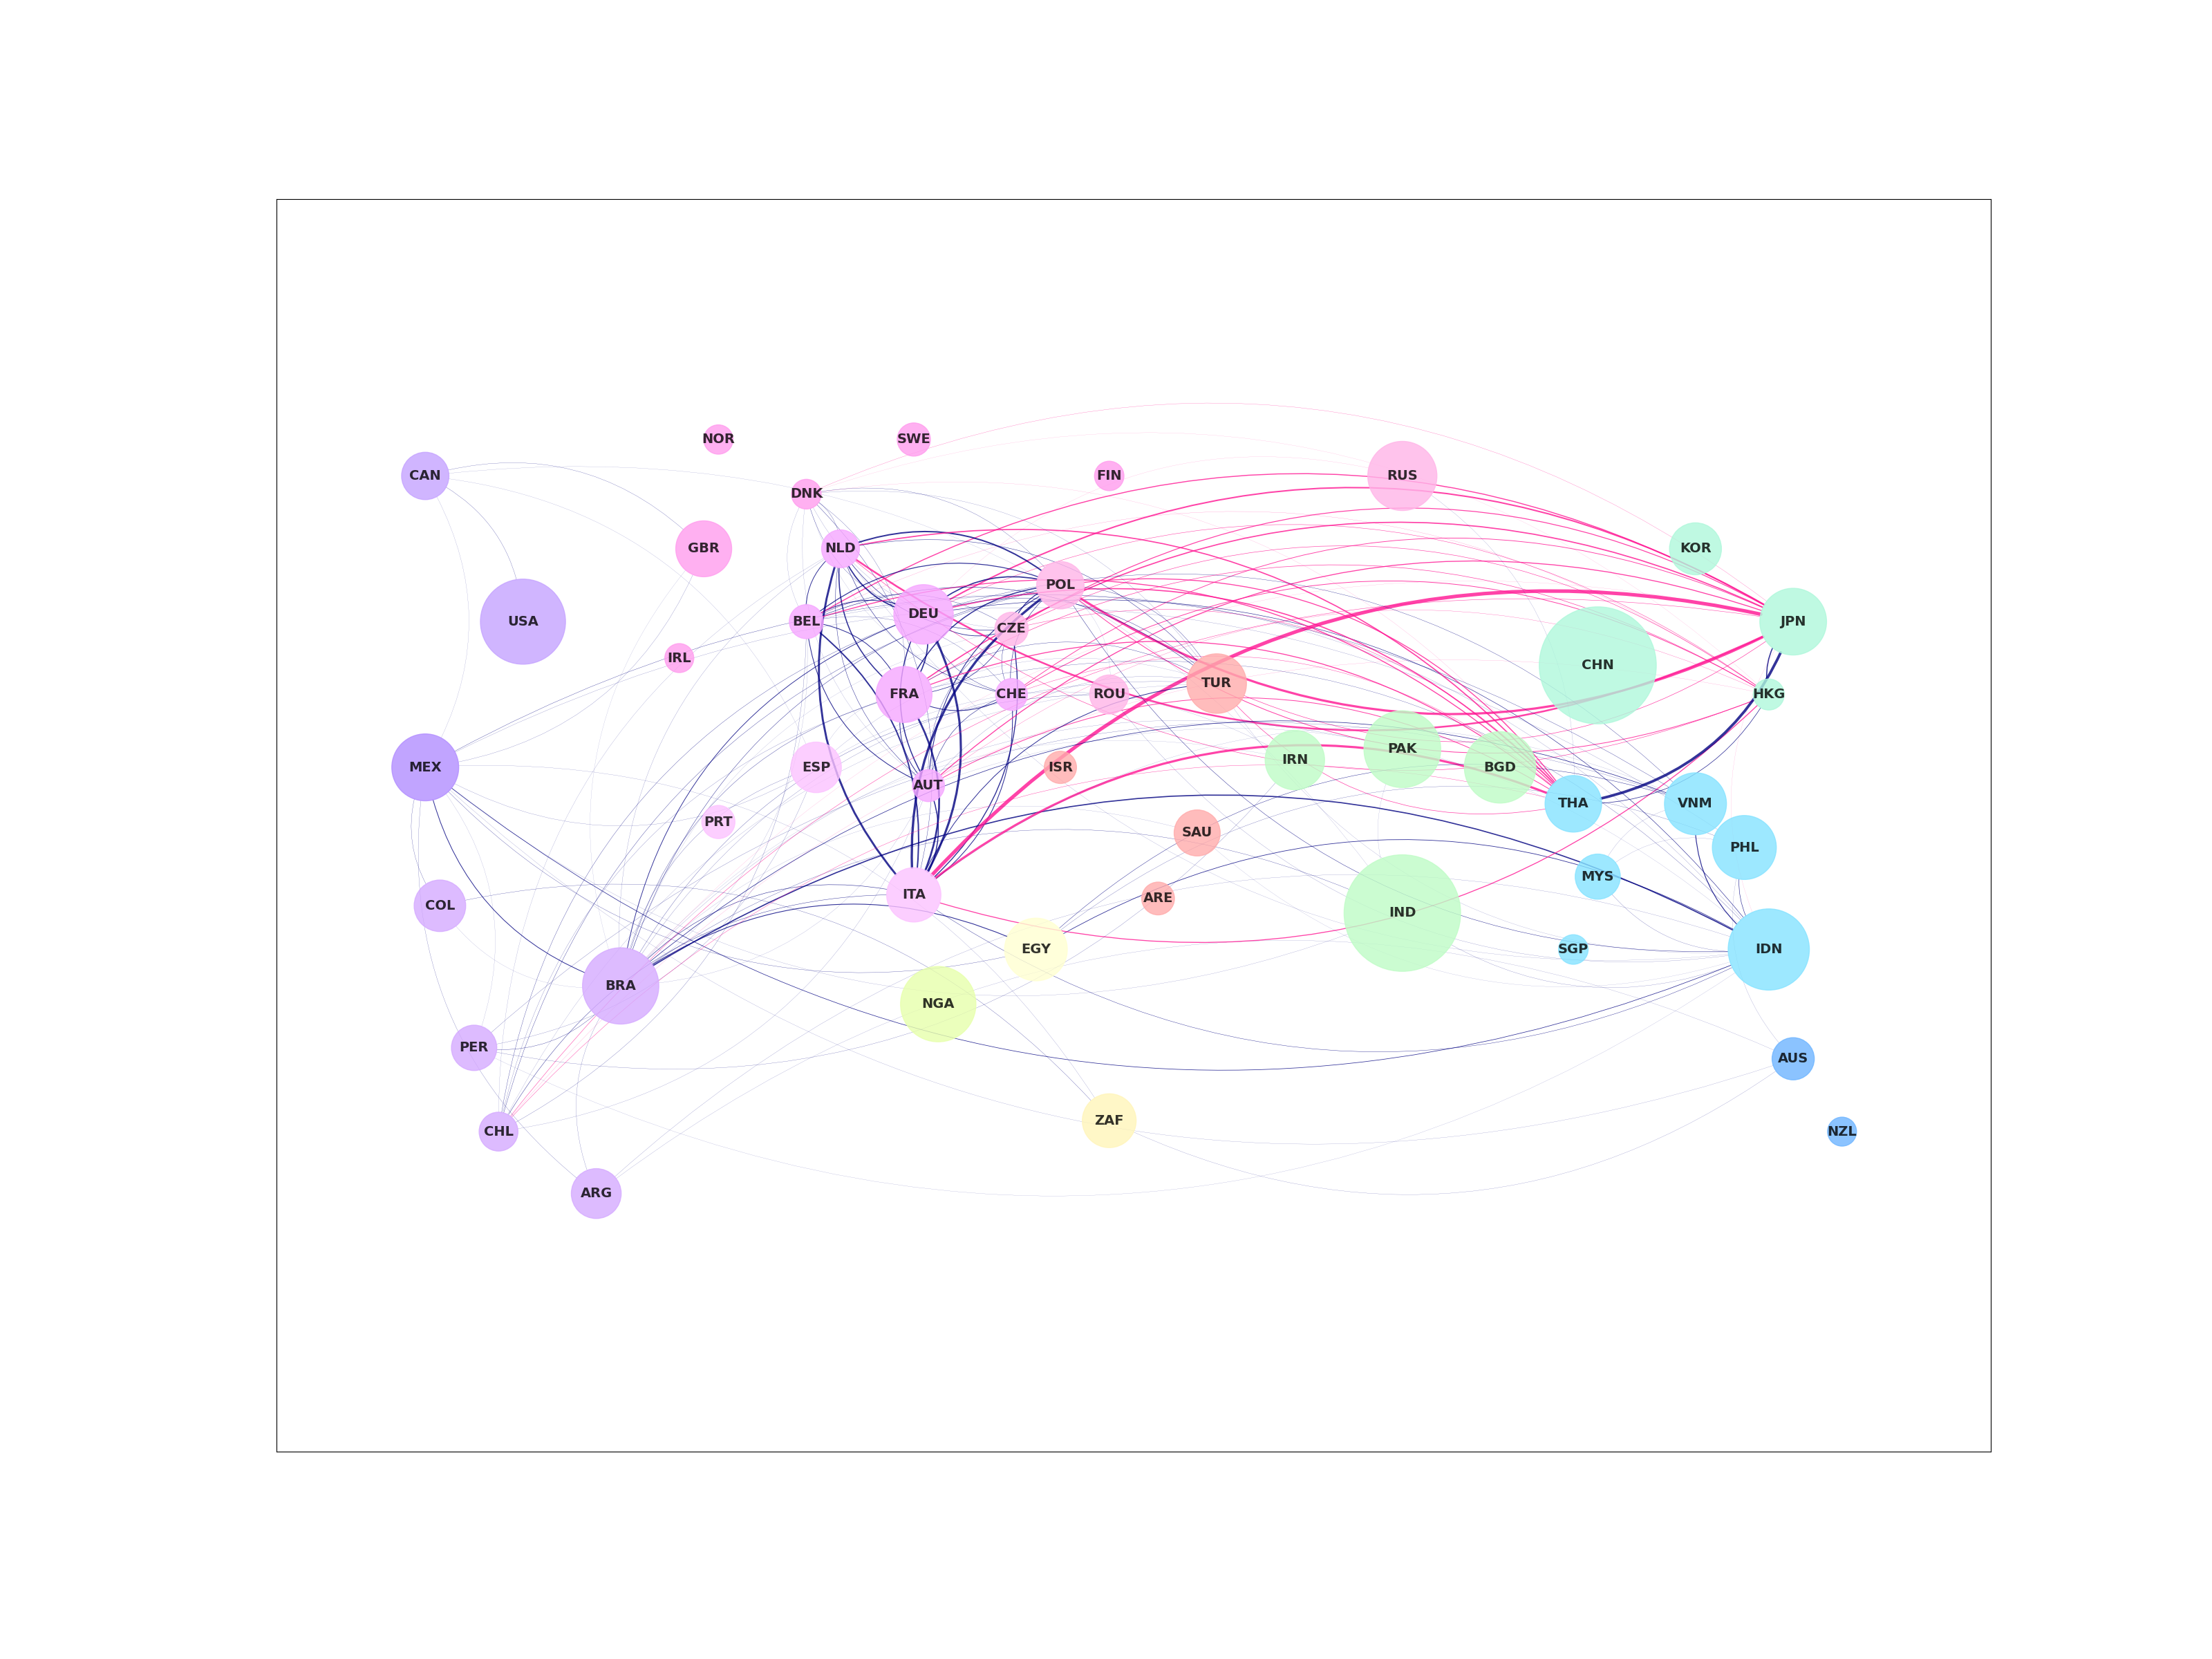 NOR
SWE
CAN
FIN
RUS
DNK
GBR
NLD
KOR
POL
DEU
USA
BEL
CZE
JPN
IRL
CHN
TUR
FRA
CHE
ROU
HKG
PAK
IRN
MEX
ESP
ISR
BGD
AUT
THA
VNM
PRT
SAU
PHL
MYS
ITA
ARE
COL
IND
EGY
SGP
IDN
BRA
NGA
PER
AUS
ZAF
CHL
NZL
ARG